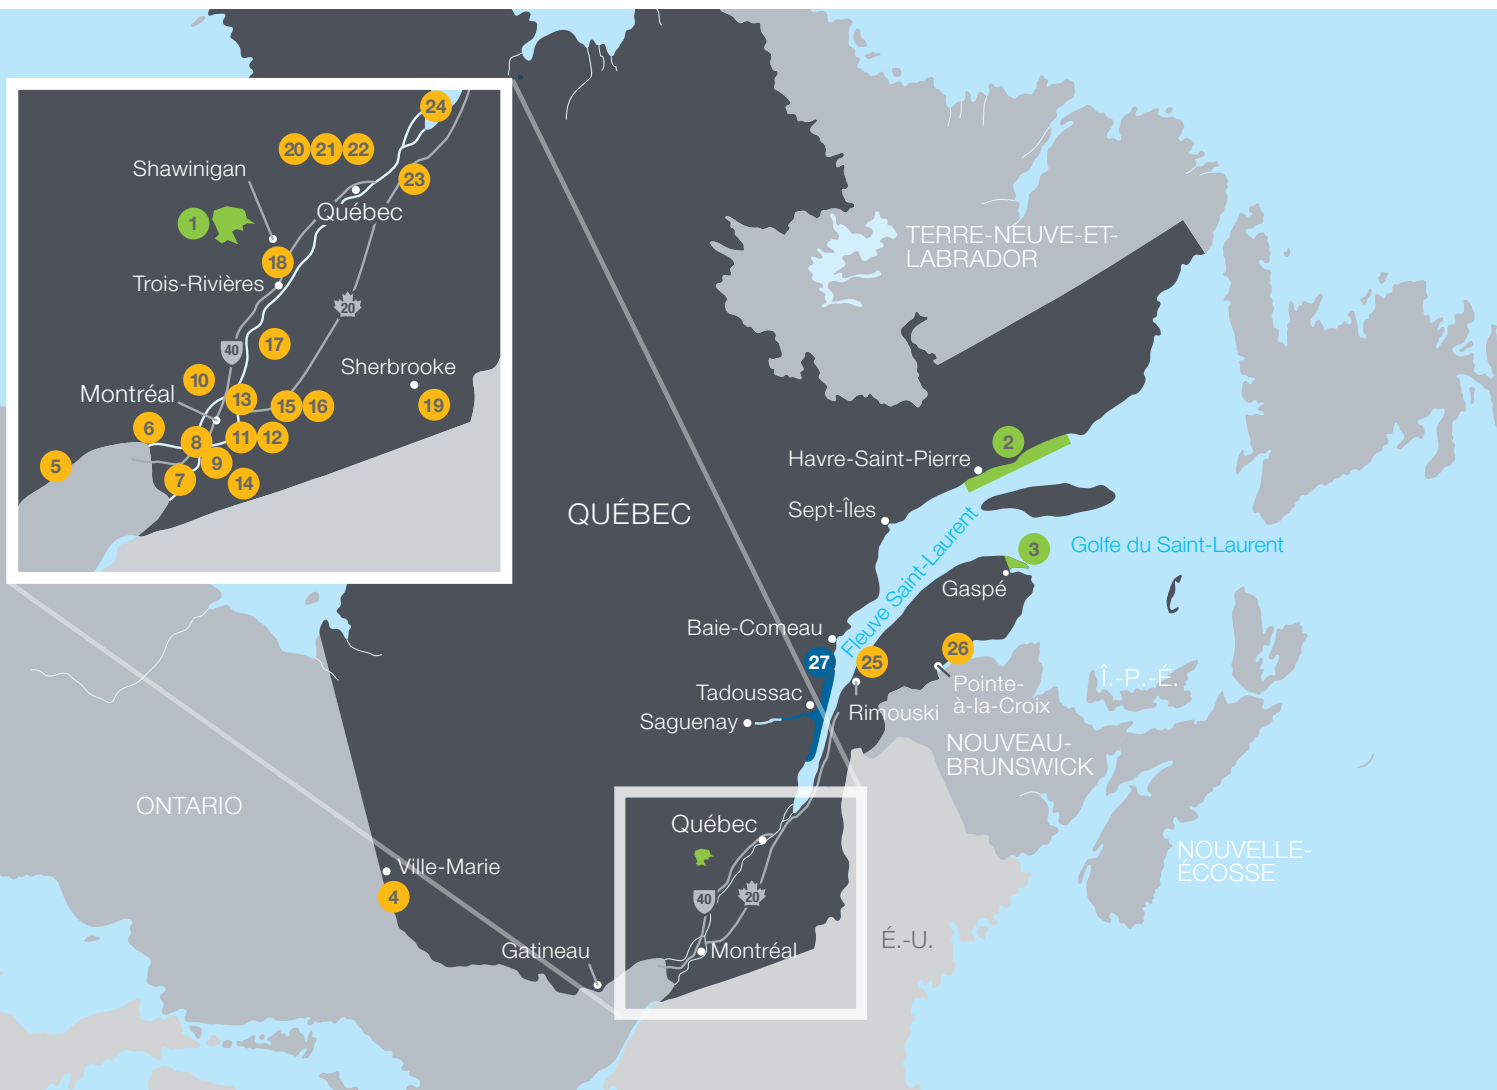 24
20 21 22
Shawinigan
23
1
Québec
18
Trois-Rivières
20
17
40
Sherbrooke
10
Montréal
13
15 16
19
6
8
11 12
5
9
7
14
TERRE-NEUVE-ET-
LABRADOR
2
Havre-Saint-Pierre
Sept-Îles
QUÉBEC
Fleuve Saint-Laurent
3
Golfe du Saint-Laurent
Gaspé
Baie-Comeau
27
25
26
Tadoussac
Pointe-
à-la-Croix
Î.-P.-É.
Saguenay
Rimouski
NOUVEAU-
BRUNSWICK
ONTARIO
Québec
NOUVELLE-
ÉCOSSE
Ville-Marie
4
40
20
É.-U.
Gatineau
Montréal